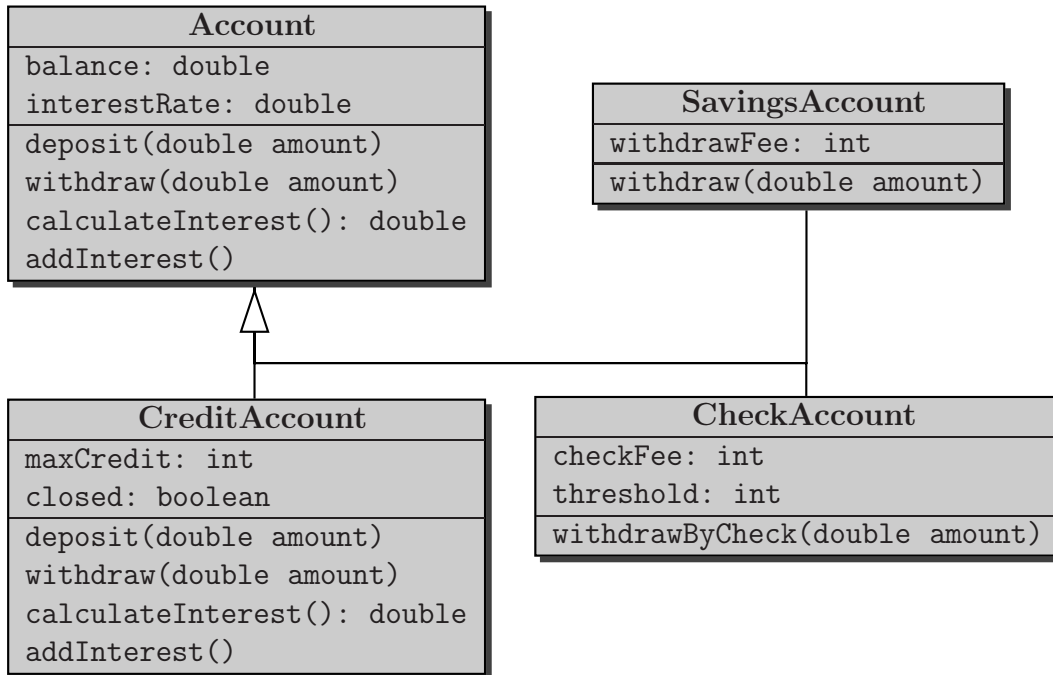 Account
balance: double
interestRate: double
deposit(double amount)
withdraw(double amount)
calculateInterest(): double
addInterest()
SavingsAccount
withdrawFee: int
withdraw(double amount)
CreditAccount
maxCredit: int
closed: boolean
deposit(double amount)
withdraw(double amount)
calculateInterest(): double
addInterest()
CheckAccount
checkFee: int
threshold: int
withdrawByCheck(double amount)